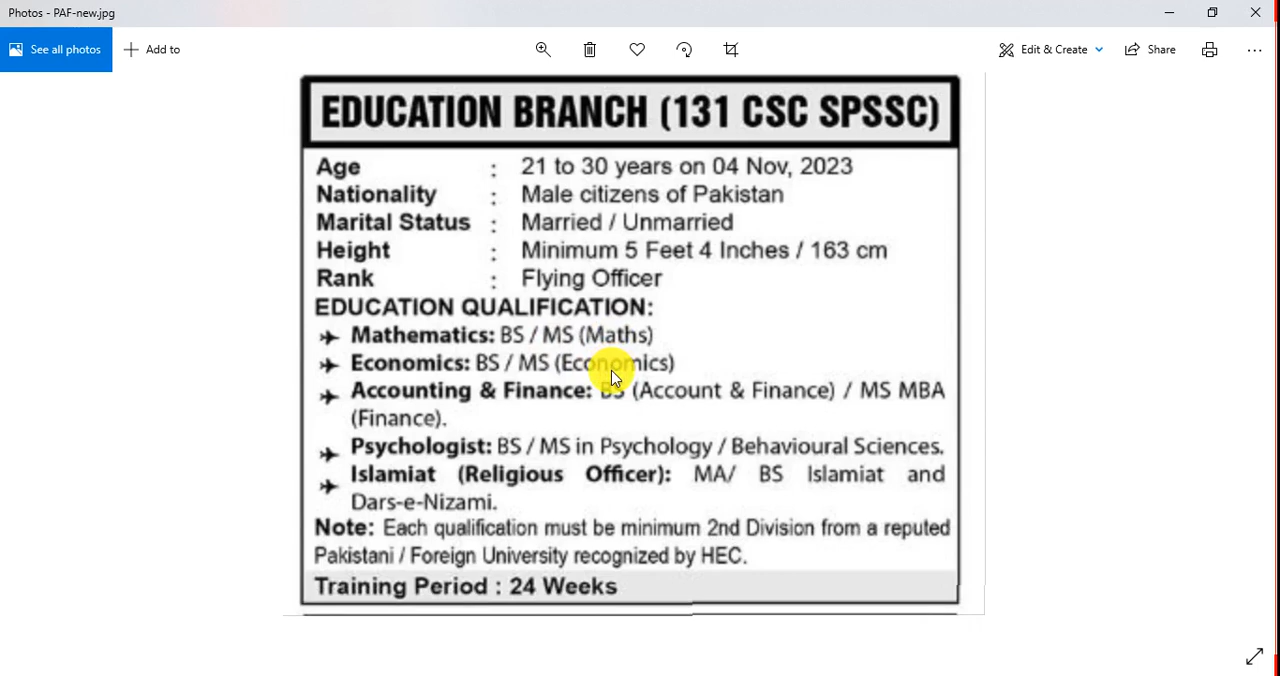 Photos - PAF-new.jpg
See all photos
Add to
Edit & Create
Share
EDUCATION BRANCH (131 CSC SPSSC)
Age : 21 to 30 years on 04 Nov, 2023
Nationality : Male citizens of Pakistan
Marital Status : Married / Unmarried
Height : Minimum 5 Feet 4 Inches / 163 cm
Rank : Flying Officer
EDUCATION QUALIFICATION:
Mathematics: BS / MS (Maths)
Economics: BS / MS (Economics)
Accounting & Finance: BS (Account & Finance) / MS MBA
(Finance).
Psychologist: BS / MS in Psychology / Behavioural Sciences.
Islamiat (Religious Officer): MA/ BS Islamiat and
Dars-e-Nizami.
Note: Each qualification must be minimum 2nd Division from a reputed
Pakistani / Foreign University recognized by HEC.
Training Period : 24 Weeks